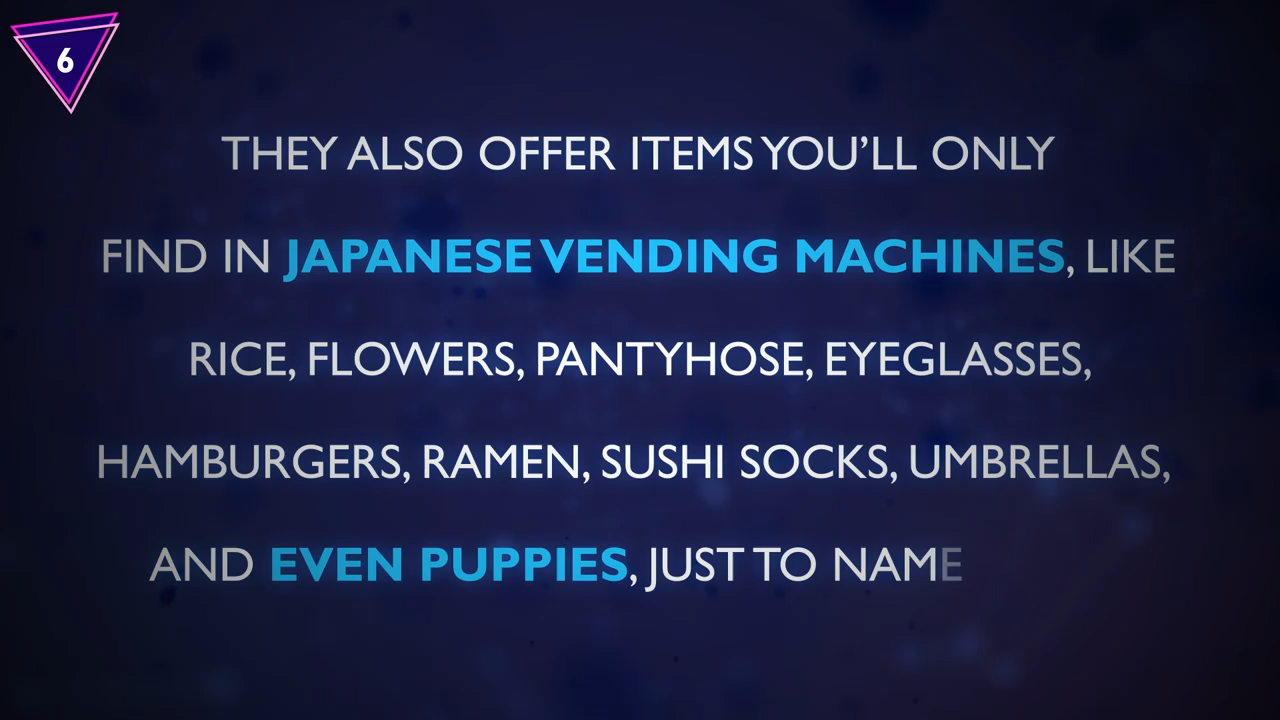 6
THEY ALSO OFFER ITEMS YOU’LL ONLY
FIND IN JAPANESE VENDING MACHINES, LIKE
RICE, FLOWERS, PANTYHOSE, EYEGLASSES,
HAMBURGERS, RAMEN, SUSHI SOCKS, UMBRELLAS,
AND EVEN PUPPIES, JUST TO NAME